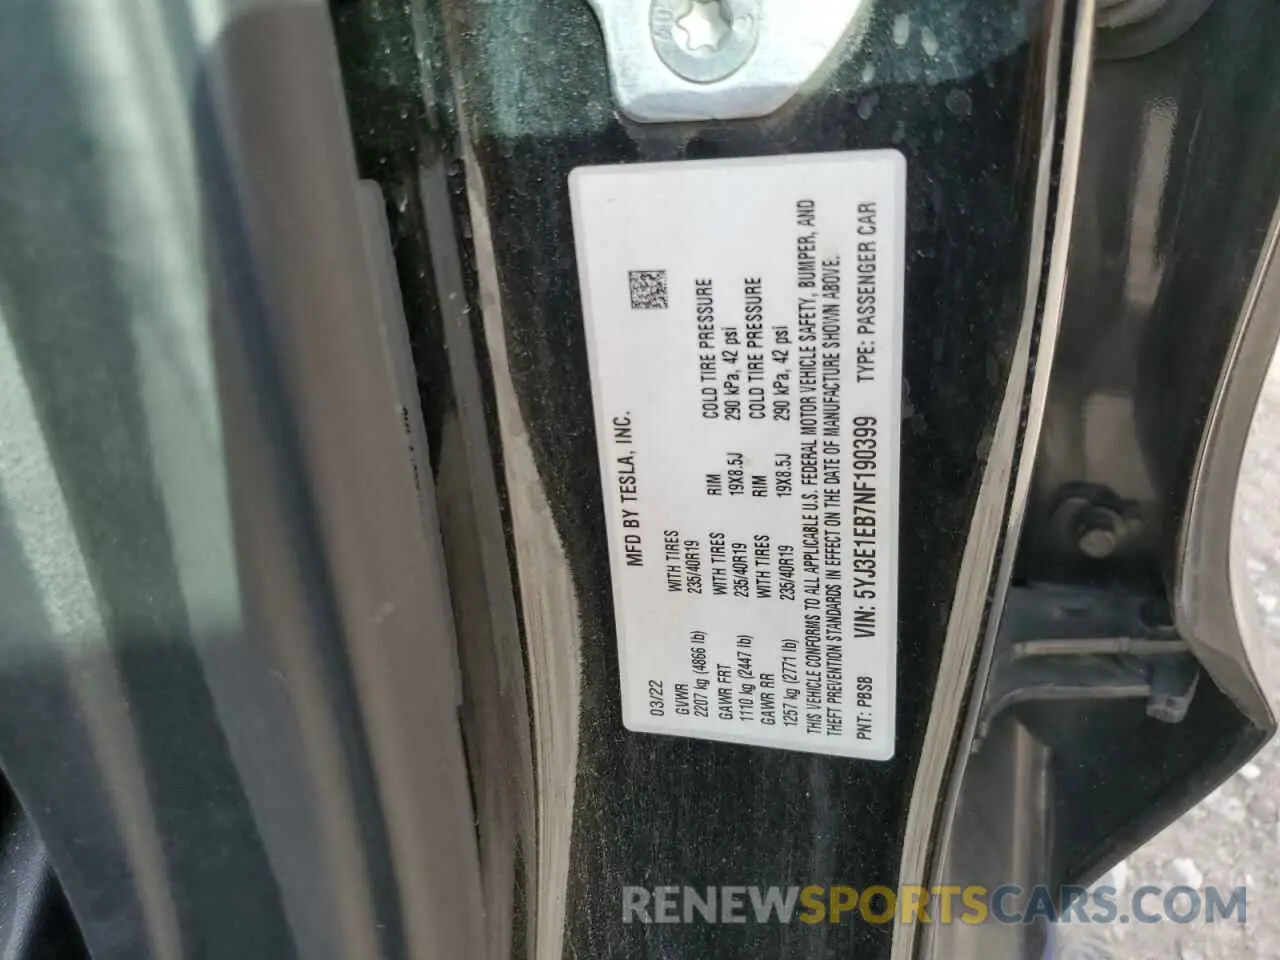 MFD BY TESLA, INC.
03/22
GVWR WITH TIRES RIM COLD TIRE PRESSURE
2207 kg (4866 lb) 235/40R19 19X8.5J 290 kPa, 42 psi
GAWR FRT WITH TIRES RIM COLD TIRE PRESSURE
1110 kg (2447 lb) 235/40R19 19X8.5J 290 kPa, 42 psi
GAWR RR WITH TIRES
1257 kg (2771 lb) 235/40R19
THIS VEHICLE CONFORMS TO ALL APPLICABLE U.S. FEDERAL MOTOR VEHICLE SAFETY, BUMPER, AND
THEFT PREVENTION STANDARDS IN EFFECT ON THE DATE OF MANUFACTURE SHOWN ABOVE.
PNT: PBSB VIN: 5YJ3E1EB7NF190399 TYPE: PASSENGER CAR
RENEWSPORTSCARS.COM